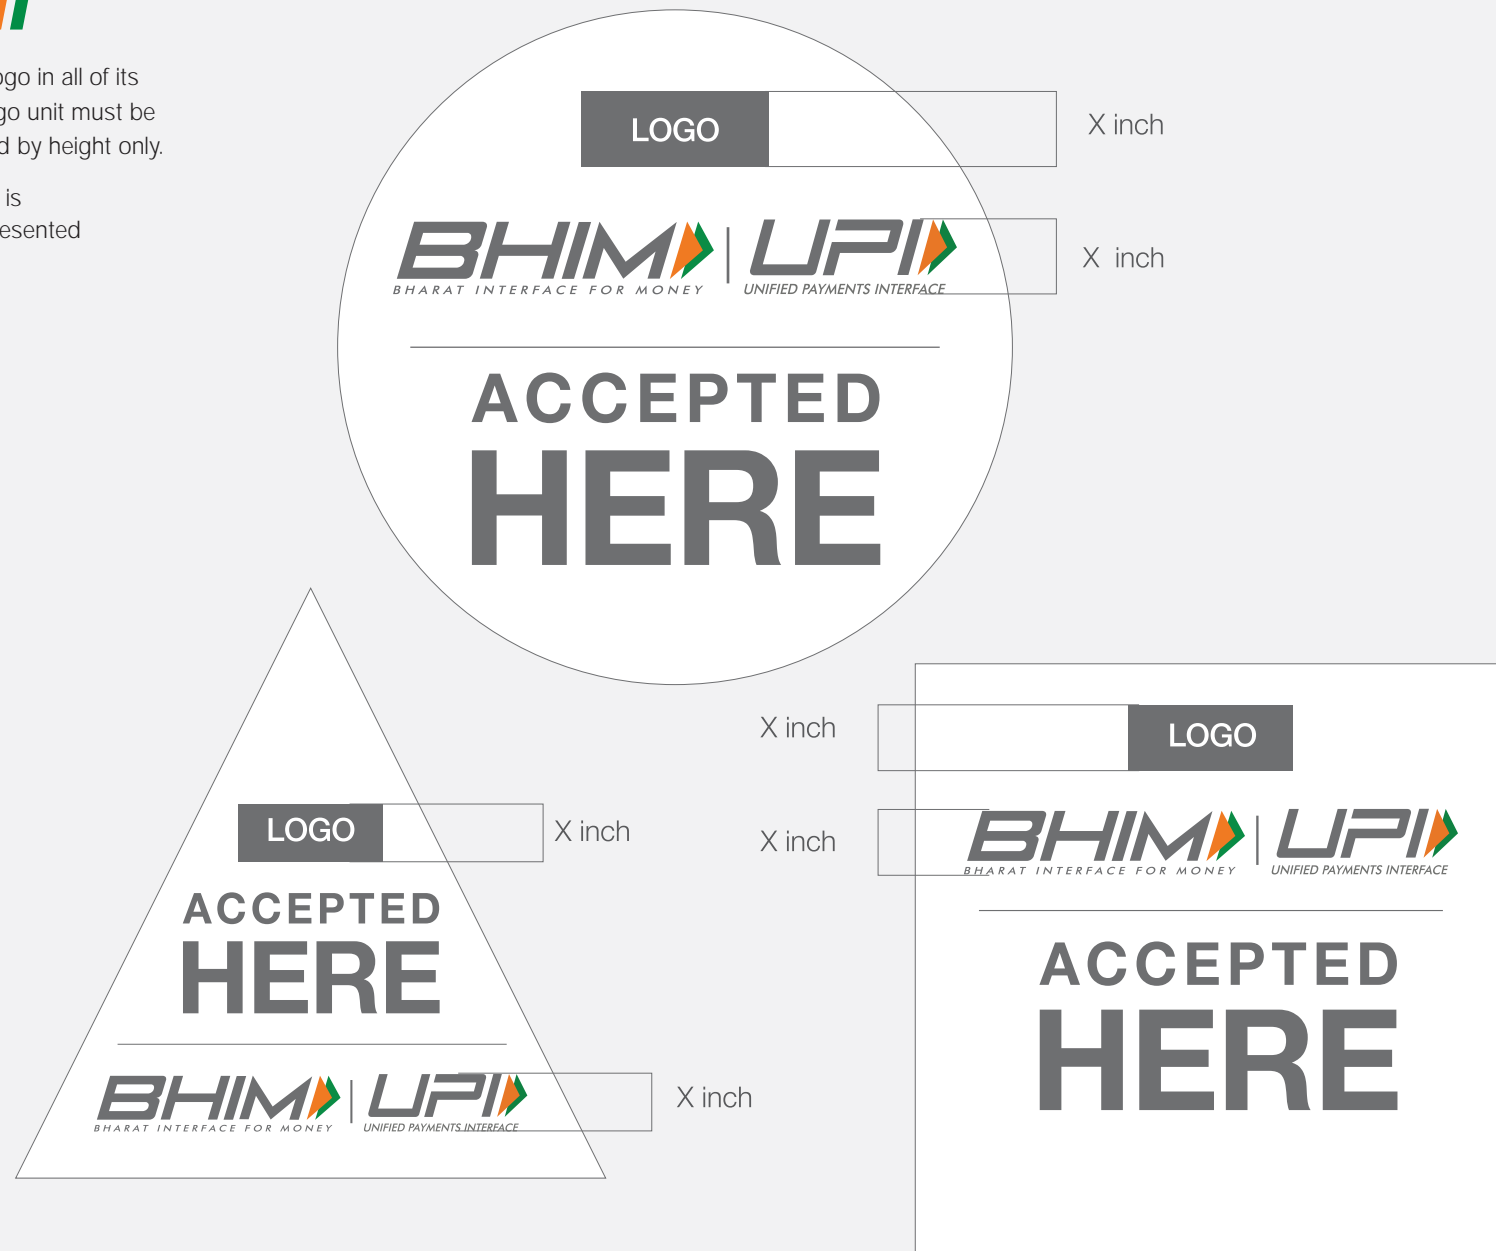 ogo in all of its
go unit must be
d by height only.
is
esented
LOGO
X inch
BHIM | UPI
BHARAT INTERFACE FOR MONEY UNIFIED PAYMENTS INTERFACE
X inch
ACCEPTED
HERE
LOGO
X inch
ACCEPTED
HERE
BHIM | UPI
BHARAT INTERFACE FOR MONEY UNIFIED PAYMENTS INTERFACE
X inch
X inch
LOGO
X inch
BHIM | UPI
BHARAT INTERFACE FOR MONEY UNIFIED PAYMENTS INTERFACE
ACCEPTED
HERE